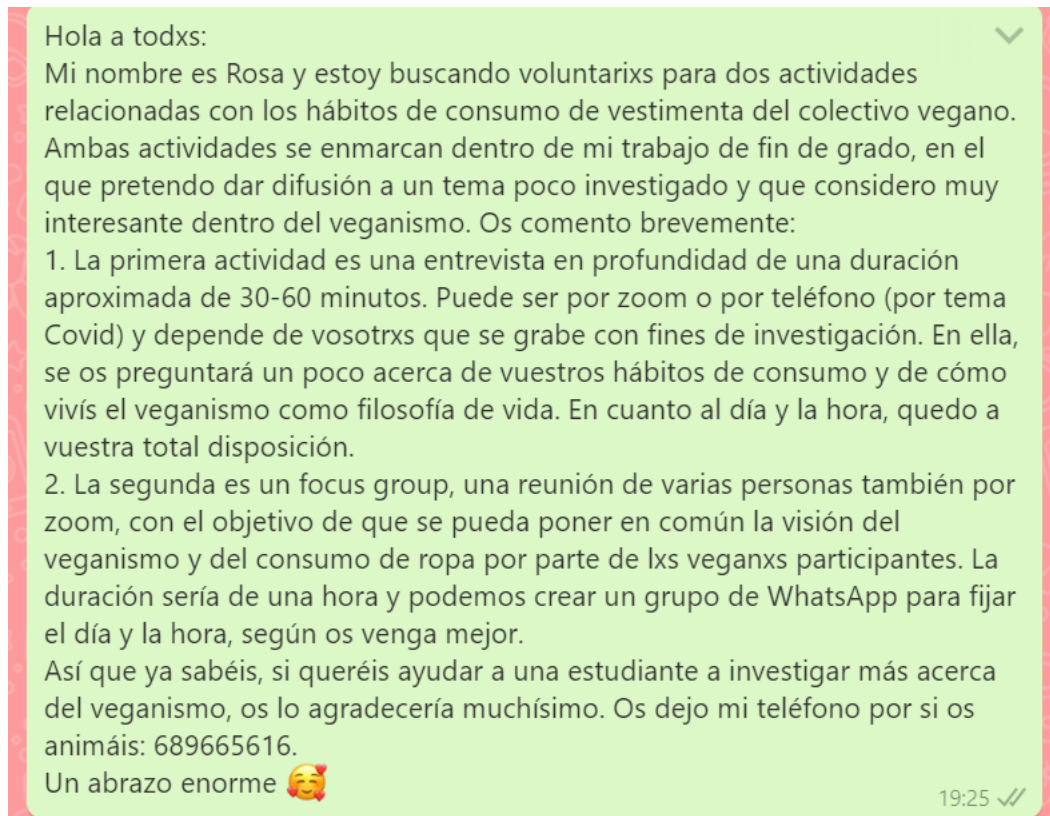 Hola a todxs:
Mi nombre es Rosa y estoy buscando voluntarixs para dos actividades
relacionadas con los hábitos de consumo de vestimenta del colectivo vegano.
Ambas actividades se enmarcan dentro de mi trabajo de fin de grado, en el
que pretendo dar difusión a un tema poco investigado y que considero muy
interesante dentro del veganismo. Os comento brevemente:
1. La primera actividad es una entrevista en profundidad de una duración
aproximada de 30-60 minutos. Puede ser por zoom o por teléfono (por tema
Covid) y depende de vosotrxs que se grabe con fines de investigación. En ella,
se os preguntará un poco acerca de vuestros hábitos de consumo y de cómo
vivís el veganismo como filosofía de vida. En cuanto al día y la hora, quedo a
vuestra total disposición.
2. La segunda es un focus group, una reunión de varias personas también por
zoom, con el objetivo de que se pueda poner en común la visión del
veganismo y del consumo de ropa por parte de lxs veganxs participantes. La
duración sería de una hora y podemos crear un grupo de WhatsApp para fijar
el día y la hora, según os venga mejor.
Así que ya sabéis, si queréis ayudar a una estudiante a investigar más acerca
del veganismo, os lo agradecería muchísimo. Os dejo mi teléfono por si os
animáis: 689665616.
Un abrazo enorme 🥰
19:25